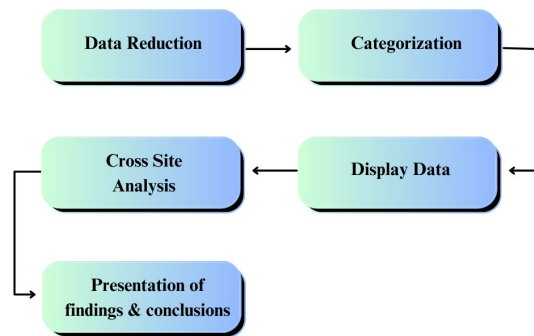 Data Reduction
Categorization
Cross Site
Analysis
Display Data
Presentation of
findings & conclusions